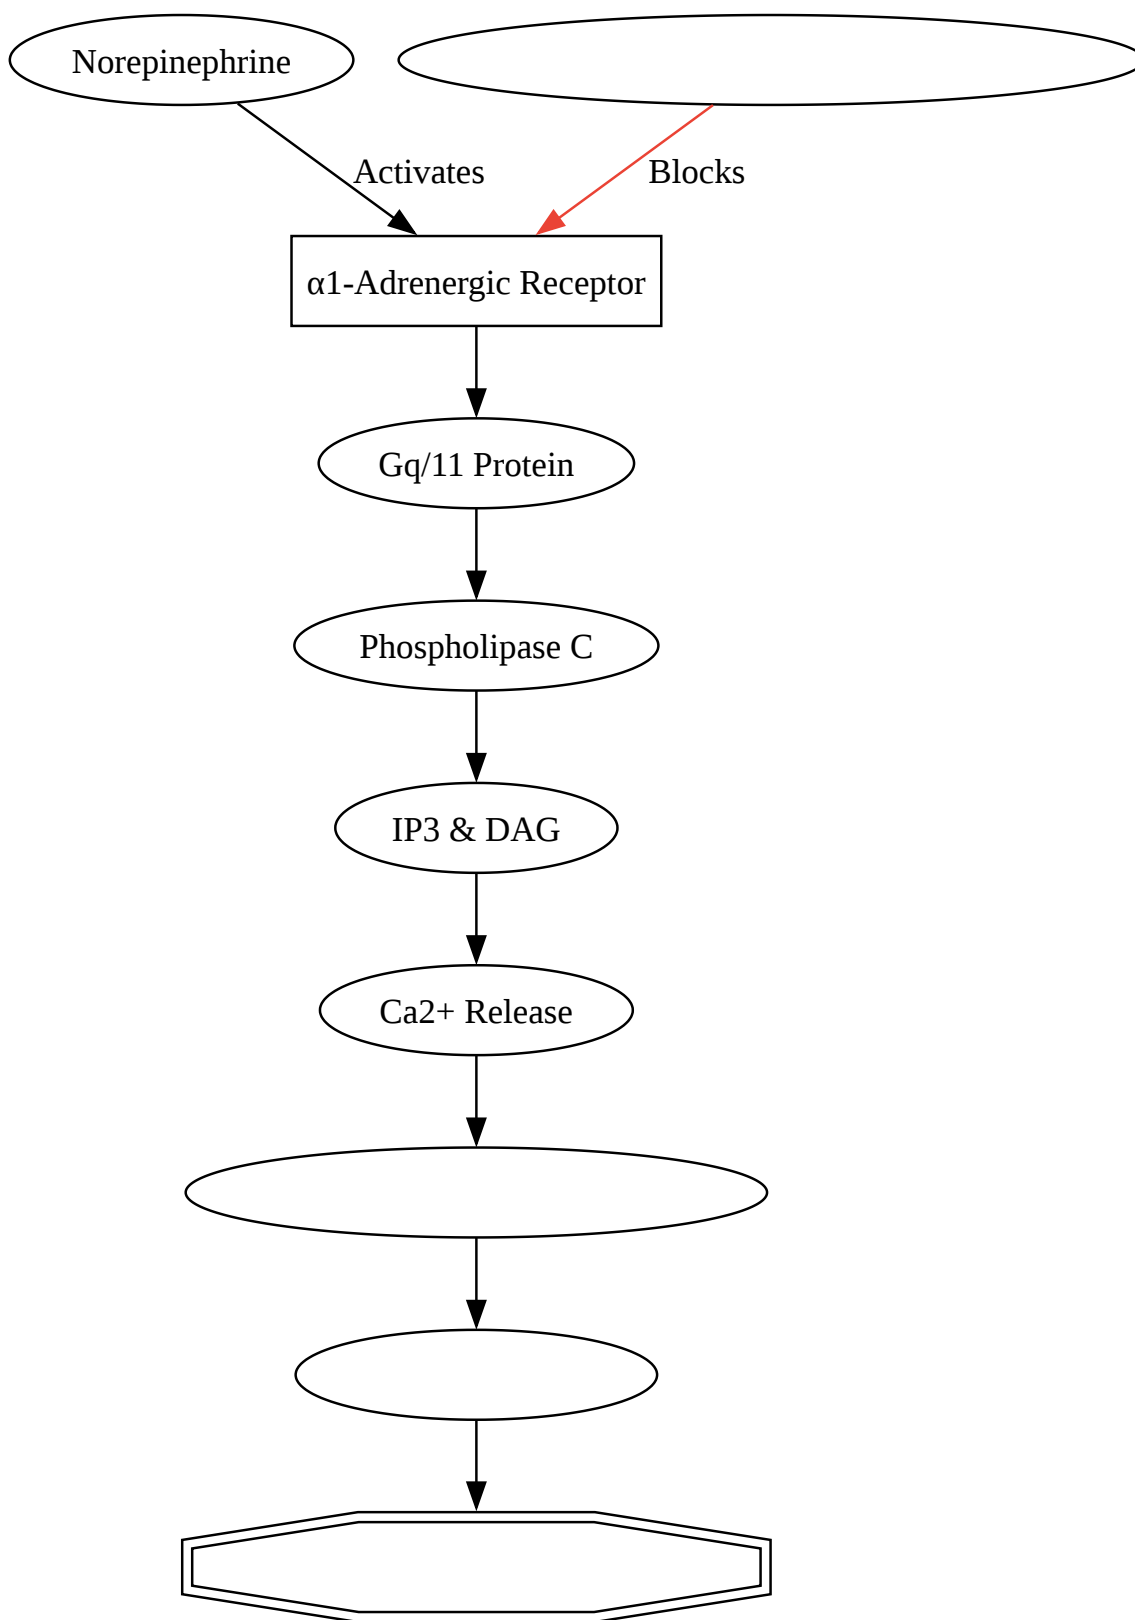 Norepinephrine
Activates
Blocks
α1-Adrenergic Receptor
Gq/11 Protein
Phospholipase C
IP3 & DAG
Ca2+ Release